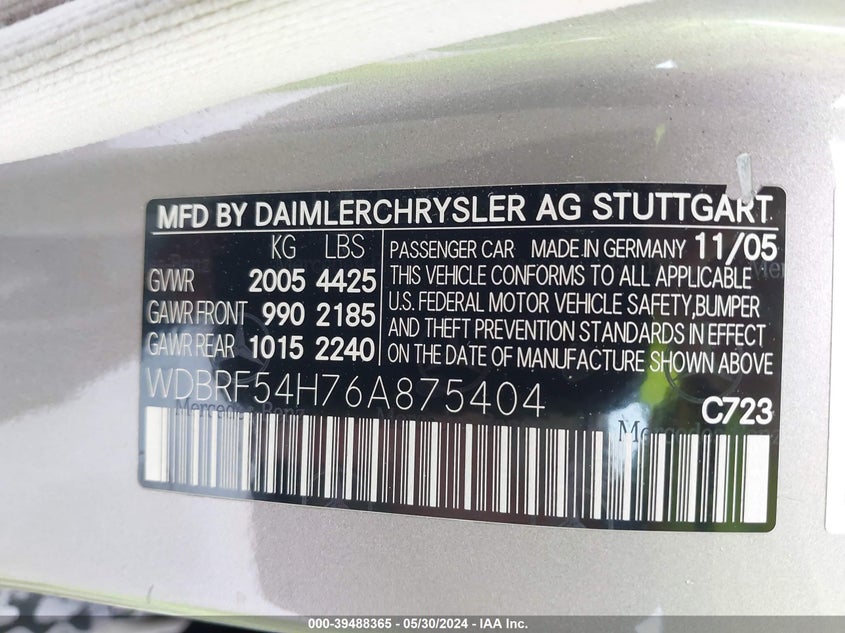 MFD BY DAIMLERCHRYSLER AG STUTTGART
KG LBS
GVWR 2005 4425
GAWR FRONT 990 2185
GAWR REAR 1015 2240
PASSENGER CAR MADE.IN GERMANY 11/05
THIS VEHICLE CONFORMS TO ALL APPLICABLE
U.S. FEDERAL MOTOR VEHICLE SAFETY,BUMPER
AND THEFT PREVENTION STANDARDS IN EFFECT
ON THE DATE OF MANUFACTURE SHOWN ABOVE
WDBRF54H76A875404
C723
Mercedes-Benz
000-39488365 - 05/30/2024 - IAA Inc.